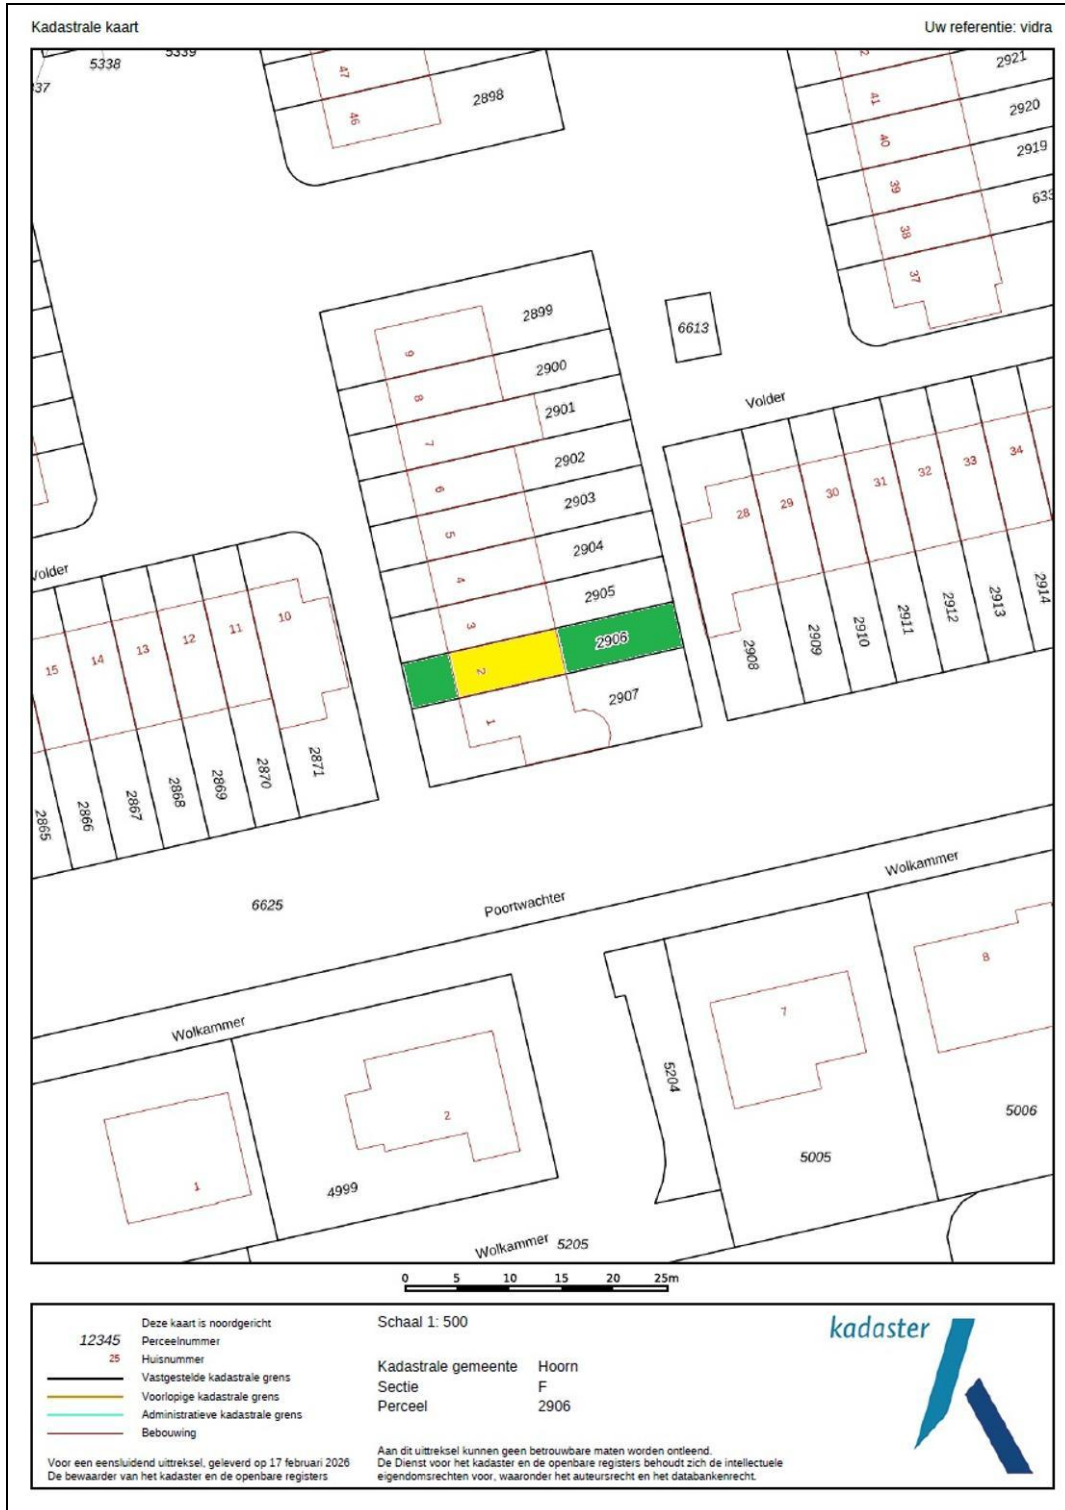 Kadastrale kaart
Uw referentie: vidra
5338
5339
337
47
46
2898
2
41
40
39
38
37
2921
2920
2919
633
9
8
7
6
5
4
3
2
1
2899
2900
2901
2902
2903
2904
2905
2906
2907
6613
Volder
28
29
30
31
32
33
34
2908
2909
2910
2911
2912
2913
2914
Volder
15
14
13
12
11
10
2865
2866
2867
2868
2869
2870
2871
6625
Poortwachter
Wolkammer
Wolkammer
1
2
7
8
4999
5204
5005
5006
Wolkammer
5205
0 5 10 15 20 25m
Deze kaart is noordgericht
12345 Perceelnummer
25 Huisnummer
Vastgestelde kadastrale grens
Voorlopige kadastrale grens
Administratieve kadastrale grens
Bebouwing
Voor een eensluidend uittreksel, geleverd op 17 februari 2026
De bewaarder van het kadaster en de openbare registers
Schaal 1: 500
Kadastrale gemeente Hoorn
Sectie F
Perceel 2906
Aan dit uittreksel kunnen geen betrouwbare maten worden ontleend.
De Dienst voor het kadaster en de openbare registers behoudt zich de intellectuele
eigendomsrechten voor, waaronder het auteursrecht en het databankenrecht.
kadaster